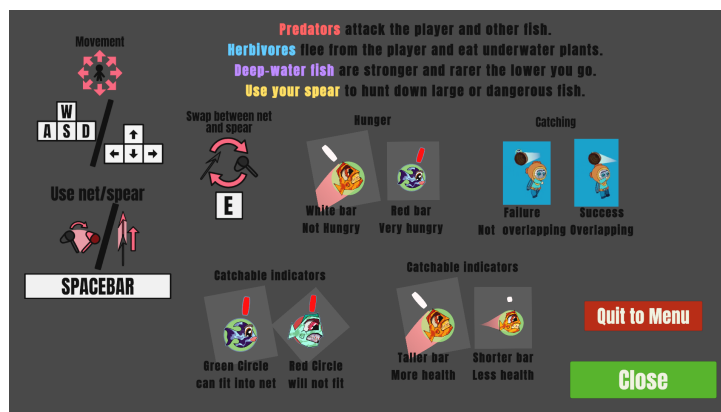 Predators attack the player and other fish.
Herbivores flee from the player and eat underwater plants.
Deep-water fish are stronger and rarer the lower you go.
Use your spear to hunt down large or dangerous fish.
Movement
W
A S D
Use net/spear
SPACEBAR
Swap between net
and spear
E
Hunger
White bar
Not Hungry
Red bar
Very hungry
Catching
Failure
Not overlapping
Success
Overlapping
Catchable indicators
Green Circle
can fit into net
Red Circle
will not fit
Catchable indicators
Taller bar
More health
Shorter bar
Less health
Quit to Menu
Close